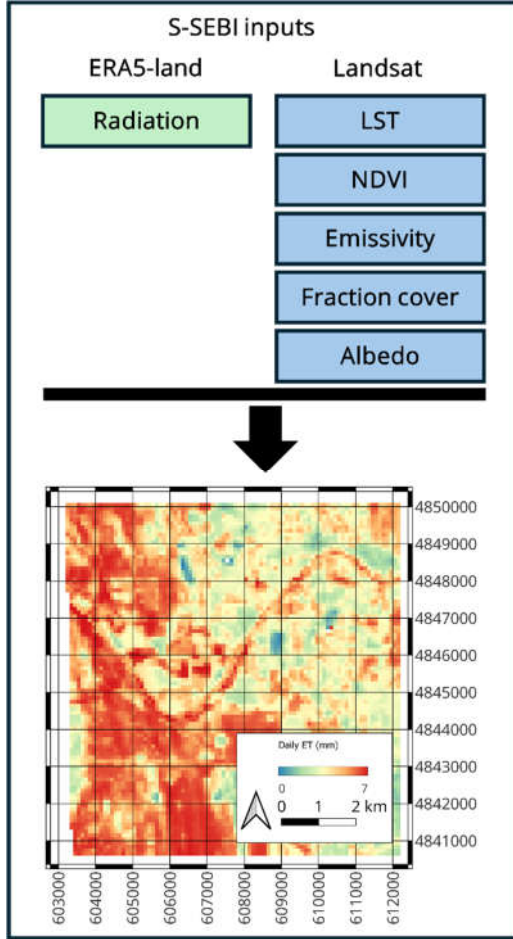 S-SEBI inputs
ERA5-land
Landsat
Radiation
LST
NDVI
Emissivity
Fraction cover
Albedo
4850000
4849000
4848000
4847000
4846000
4845000
4844000
4843000
4842000
4841000
Daily ET (mm)
0 7
0 1 2 km
603000 604000 605000 606000 607000 608000 609000 610000 611000 612000